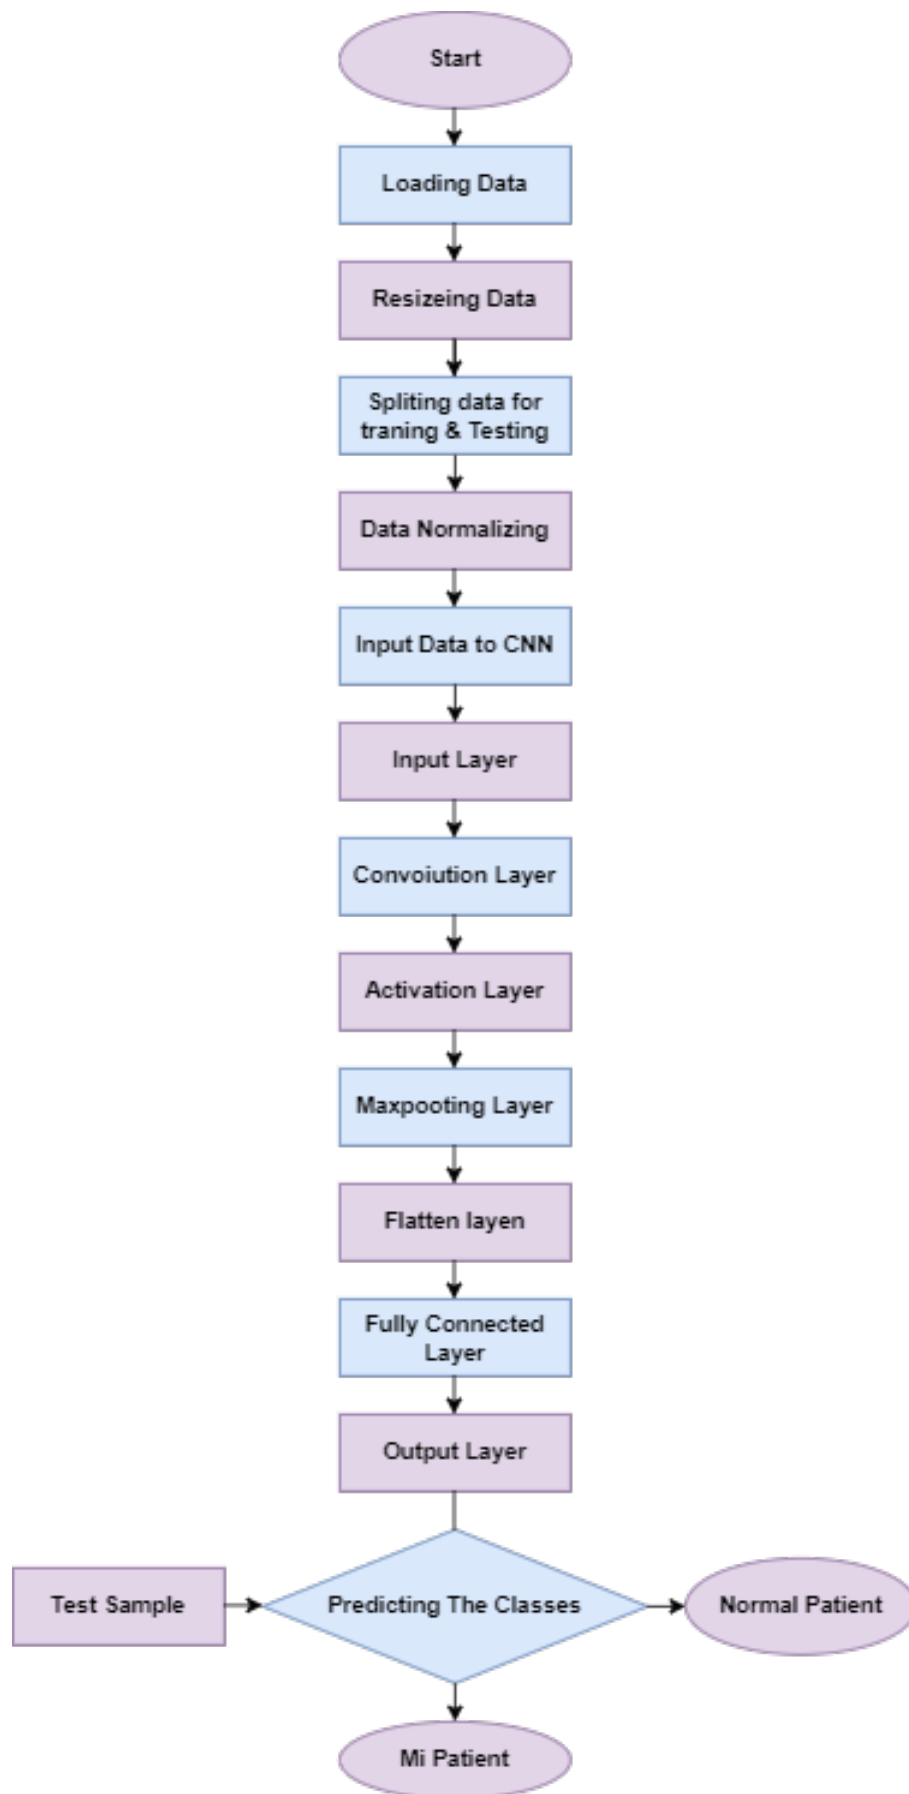 Start
Loading Data
Resizeing Data
Spliting data for
traning & Testing
Data Normalizing
Input Data to CNN
Input Layer
Convoiution Layer
Activation Layer
Maxpooting Layer
Flatten layen
Fully Connected
Layer
Output Layer
Test Sample
Predicting The Classes
Normal Patient
Mi Patient